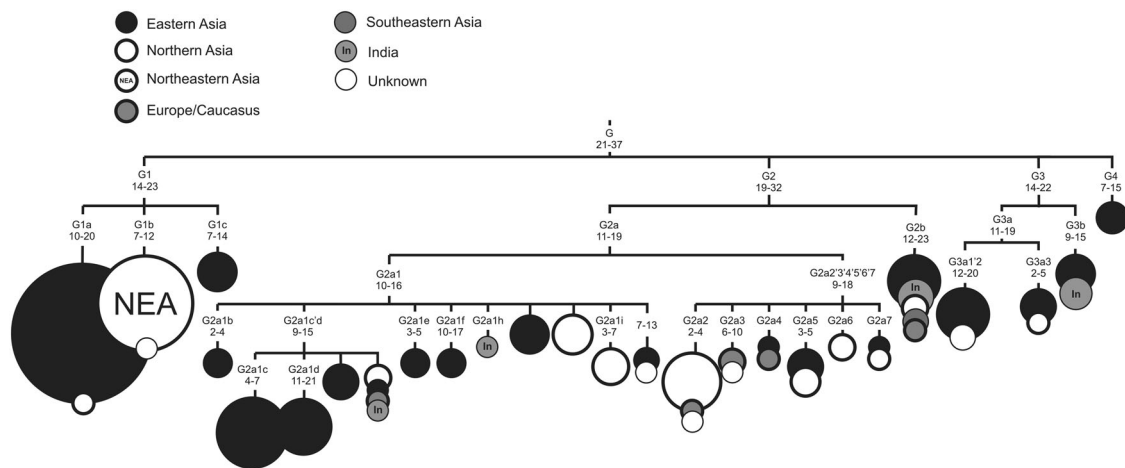 Eastern Asia
Northern Asia
NEA
Northeastern Asia
Europe/Caucasus
Southeastern Asia
In
India
Unknown
G
21-37
G1
14-23
G2
19-32
G3
14-22
G4
7-15
G1a
10-20
G1b
7-12
G1c
7-14
G2a
11-19
G2b
12-23
G3a
11-19
G3b
9-15
G2a1
10-16
G2a2'3'4'5'6'7
9-18
G3a1'2
12-20
G3a3
2-5
NEA
In
In
G2a1b
2-4
G2a1c'd
9-15
G2a1e
3-5
G2a1f
10-17
G2a1h
In
G2a1i
3-7
7-13
G2a2
2-4
G2a3
6-10
G2a4
G2a5
3-5
G2a6
G2a7
G2a1c
4-7
G2a1d
11-21
In